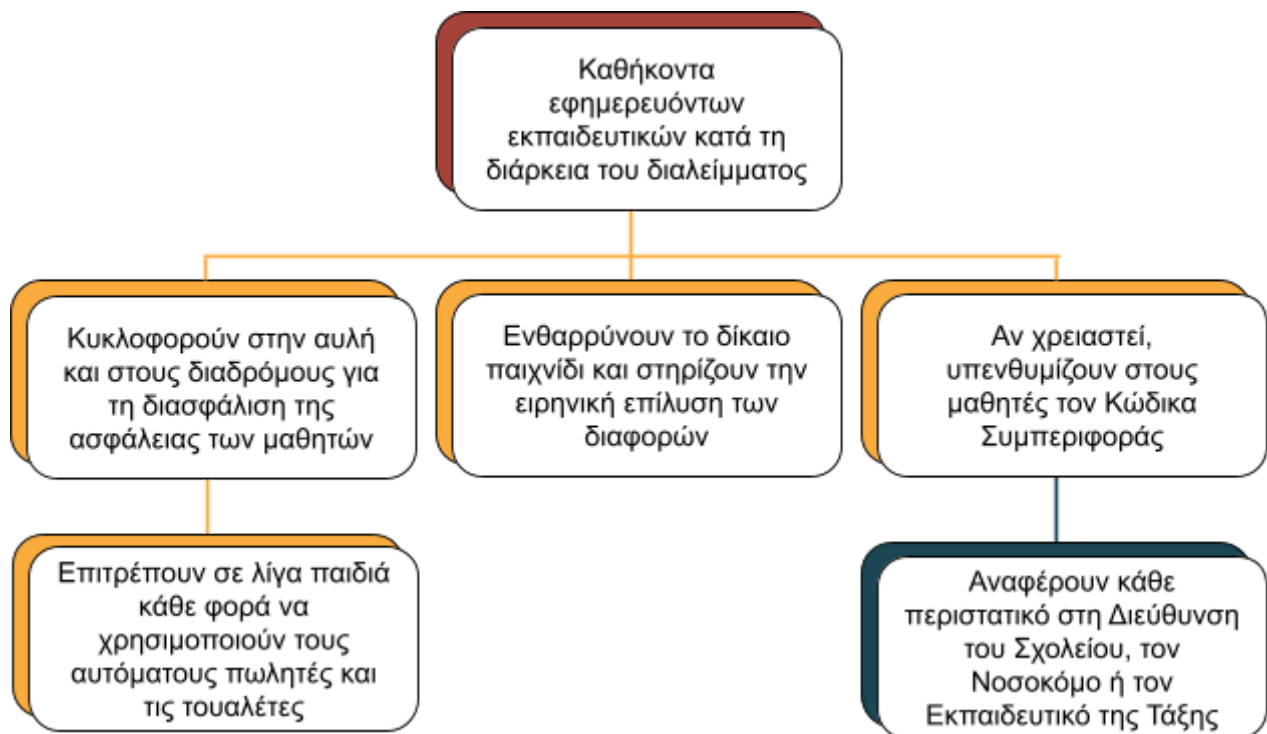 Καθήκοντα
εφημερευόντων
εκπαιδευτικών κατά τη
διάρκεια του διαλείμματος
Κυκλοφορούν στην αυλή
και στους διαδρόμους για
τη διασφάλιση της
ασφάλειας των μαθητών
Ενθαρρύνουν το δίκαιο
παιχνίδι και στηρίζουν την
ειρηνική επίλυση των
διαφορών
Αν χρειαστεί,
υπενθυμίζουν στους
μαθητές τον Κώδικα
Συμπεριφοράς
Επιτρέπουν σε λίγα παιδιά
κάθε φορά να
χρησιμοποιούν τους
αυτόματους πωλητές και
τις τουαλέτες
Αναφέρουν κάθε
περιστατικό στη Διεύθυνση
του Σχολείου, τον
Νοσοκόμο ή τον
Εκπαιδευτικό της Τάξης